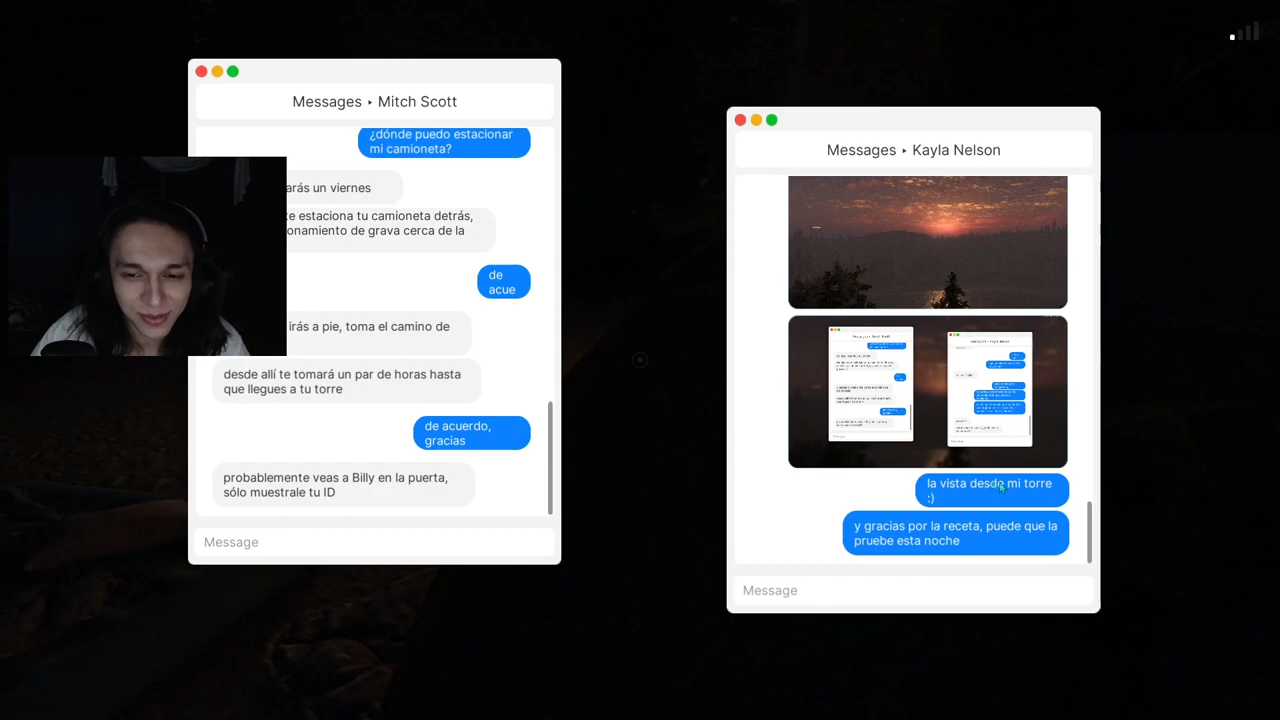 Messages ‣ Mitch Scott
¿dónde puedo estacionar
mi camioneta?
arás un viernes
te estaciona tu camioneta detrás,
onamiento de grava cerca de la
de
acue
irás a pie, toma el camino de
desde allí te tomará un par de horas hasta
que llegues a tu torre
de acuerdo,
gracias
probablemente veas a Billy en la puerta,
sólo muestrale tu ID
Message
Messages ‣ Kayla Nelson
la vista desde mi torre
:)
y gracias por la receta, puede que la
pruebe esta noche
Message